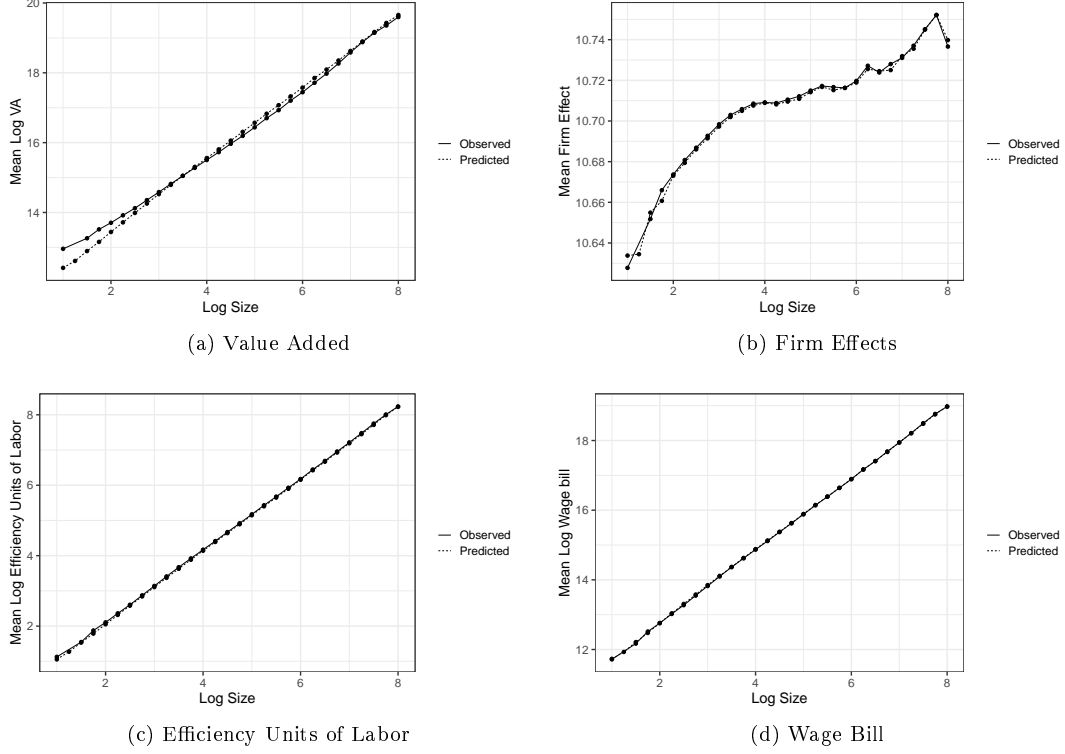 20
18
16
14
Mean Log VA
2
4
6
8
Log Size
Observed
Predicted
(a) Value Added
10.74
10.72
10.70
10.68
10.66
10.64
Mean Firm Effect
2
4
6
8
Log Size
Observed
Predicted
(b) Firm Effects
8
6
4
2
Mean Log Efficiency Units of Labor
2
4
6
8
Log Size
Observed
Predicted
(c) Efficiency Units of Labor
18
16
14
12
Mean Log Wage bill
2
4
6
8
Log Size
Observed
Predicted
(d) Wage Bill